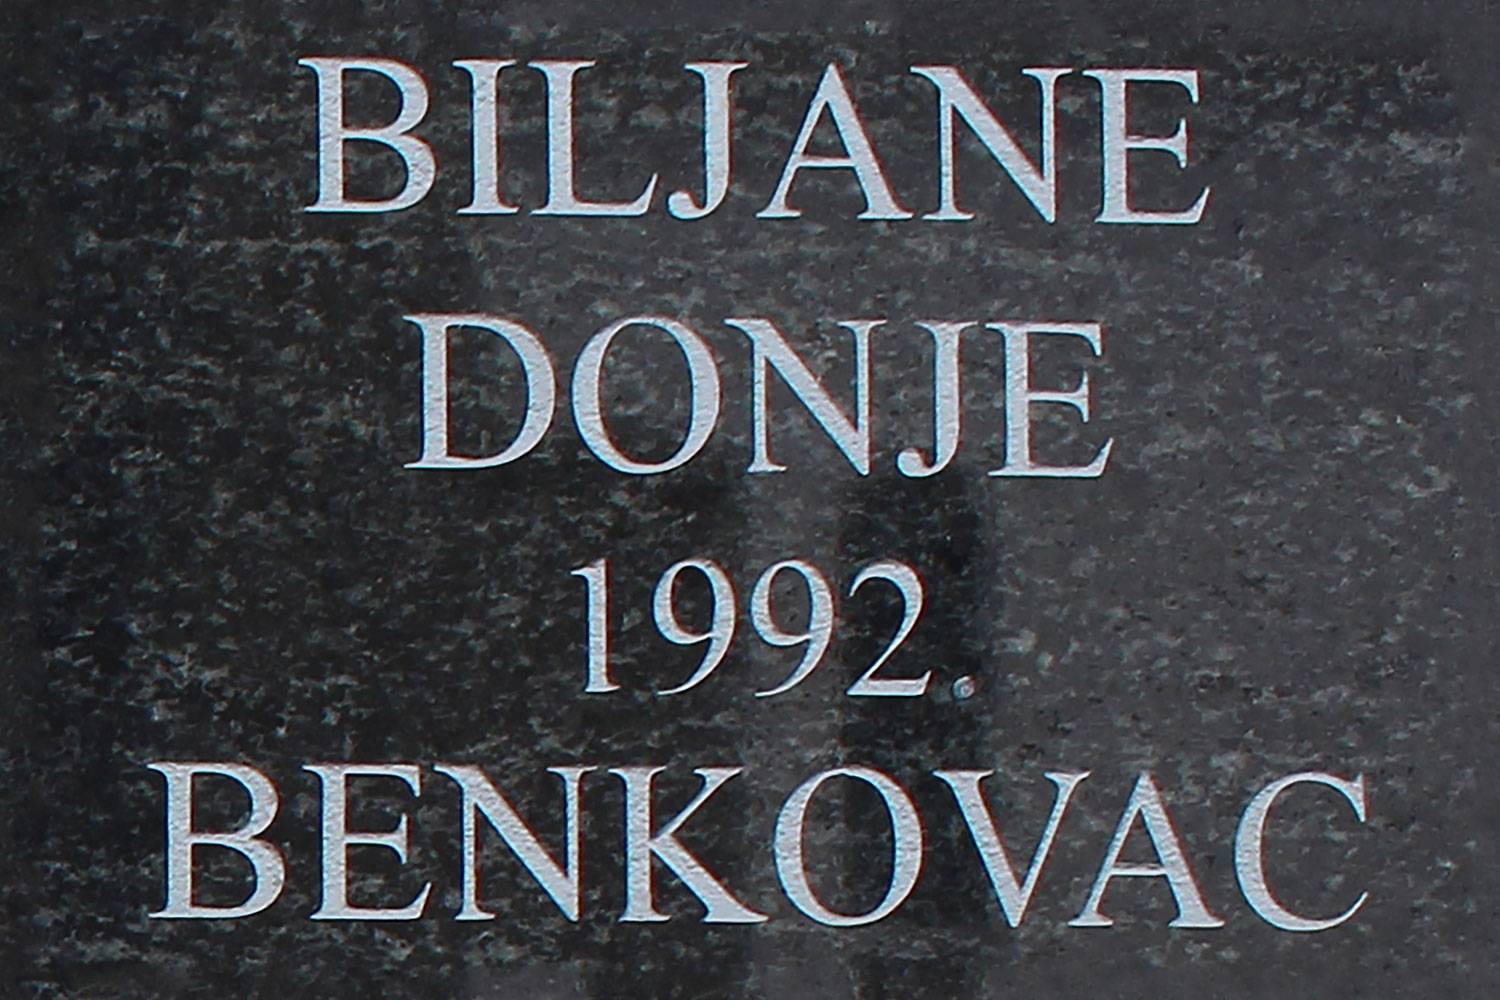 BILJANE
DONJE
1992.
BENKOVAC